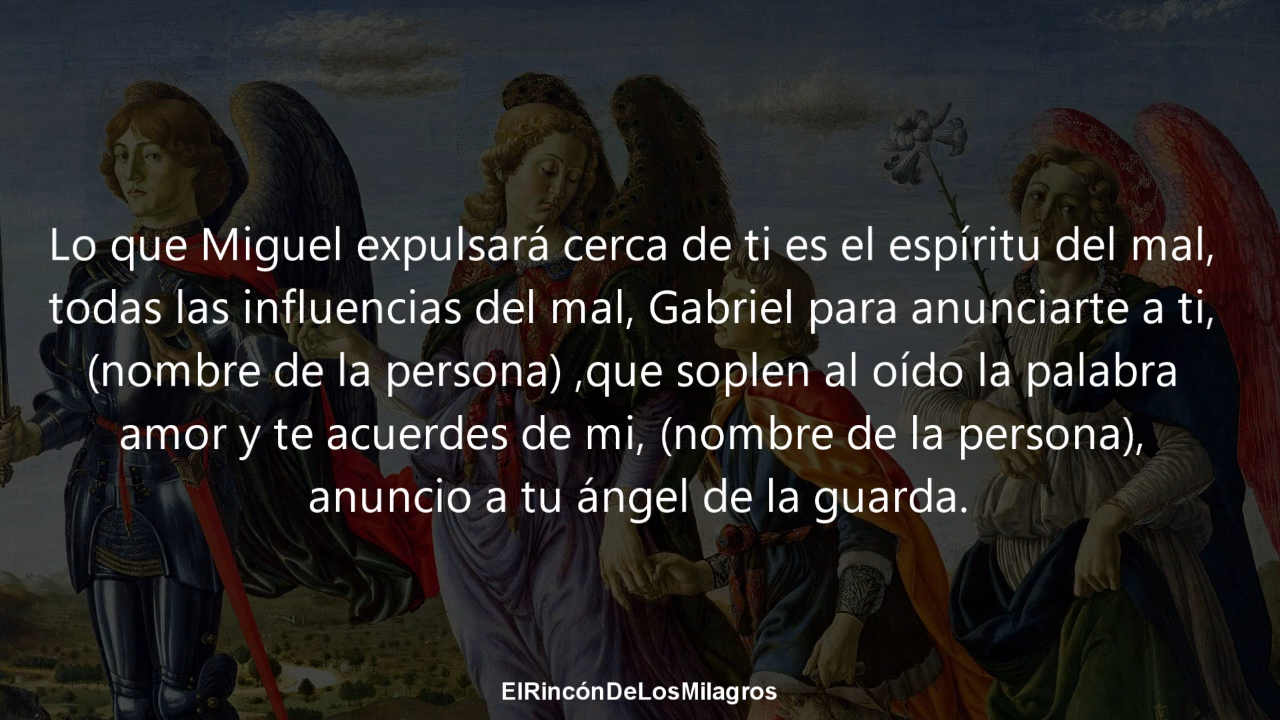 Lo que Miguel expulsará cerca de ti es el espíritu del mal,
todas las influencias del mal, Gabriel para anunciarte a ti,
(nombre de la persona) ,que soplen al oído la palabra
amor y te acuerdes de mi, (nombre de la persona),
anuncio a tu ángel de la guarda.
ElRincónDeLosMilagros